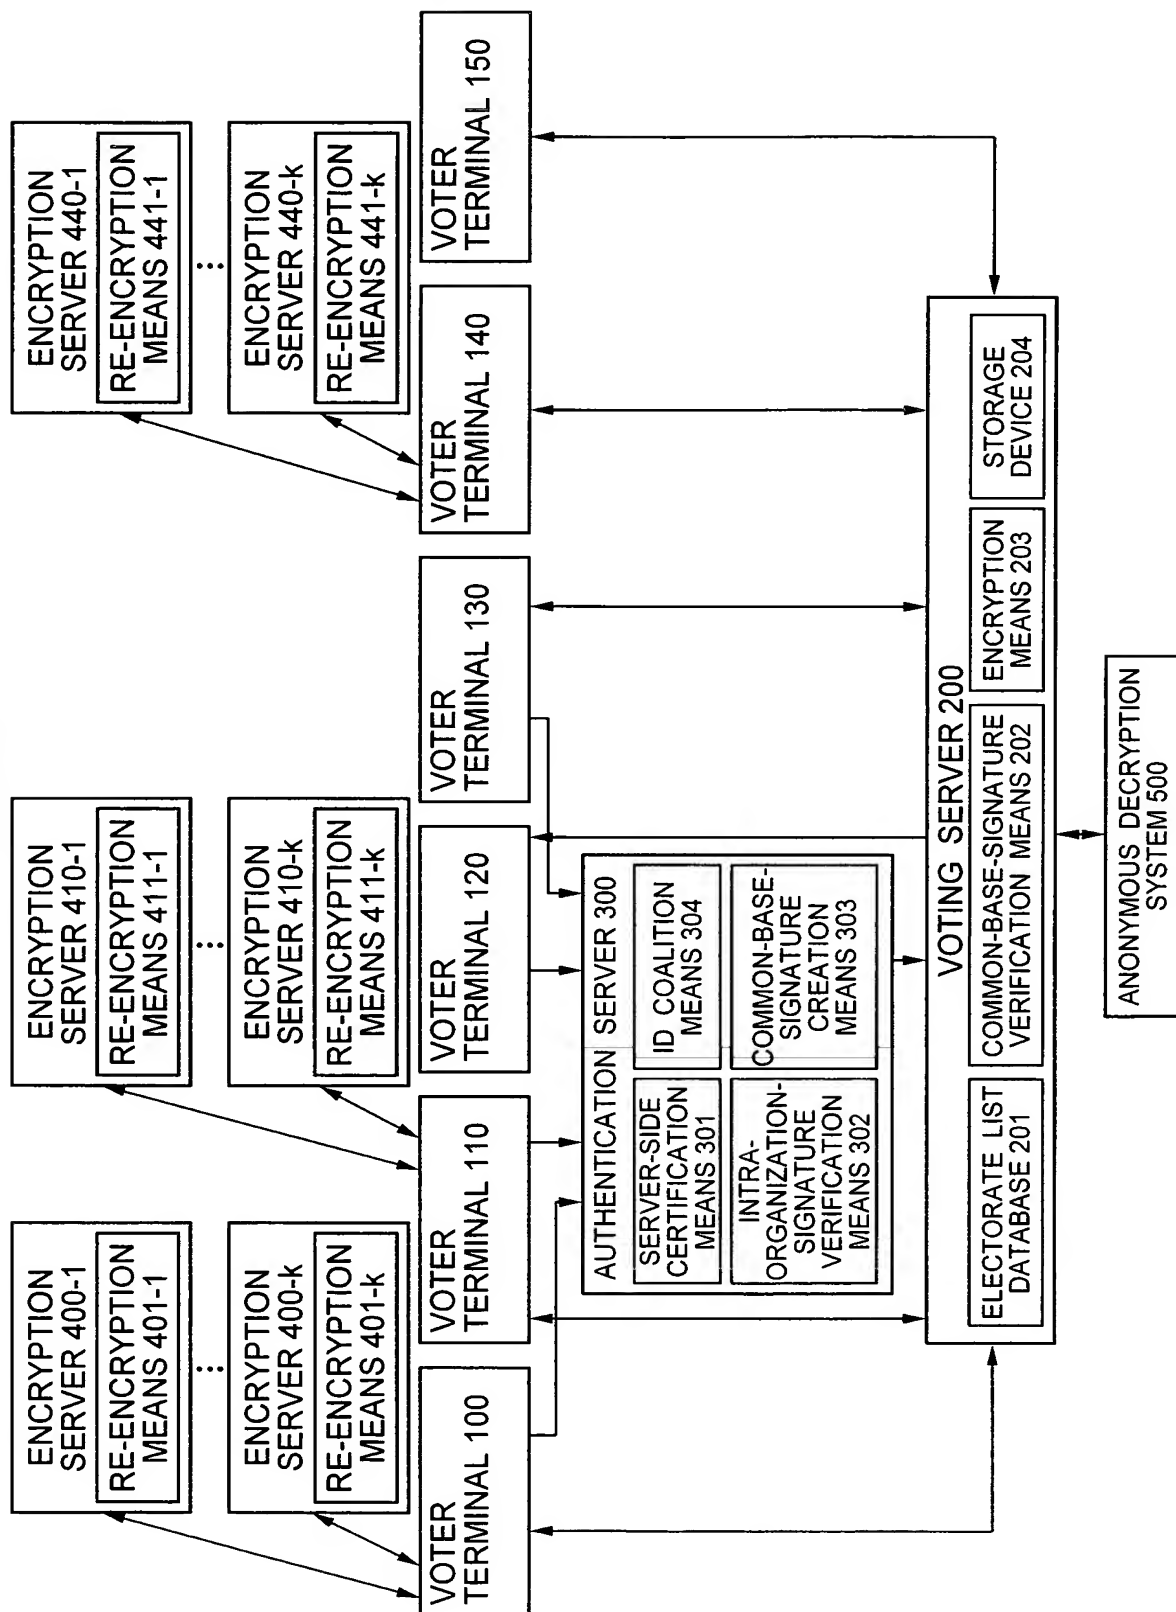 ENCRYPTION
SERVER 400-1
RE-ENCRYPTION
MEANS 401-1
ENCRYPTION
SERVER 400-k
RE-ENCRYPTION
MEANS 401-k
ENCRYPTION
SERVER 410-1
RE-ENCRYPTION
MEANS 411-1
ENCRYPTION
SERVER 410-k
RE-ENCRYPTION
MEANS 411-k
ENCRYPTION
SERVER 440-1
RE-ENCRYPTION
MEANS 441-1
ENCRYPTION
SERVER 440-k
RE-ENCRYPTION
MEANS 441-k
VOTER
TERMINAL 100
VOTER
TERMINAL 110
VOTER
TERMINAL 120
VOTER
TERMINAL 130
VOTER
TERMINAL 140
VOTER
TERMINAL 150
AUTHENTICATION SERVER 300
SERVER-SIDE
CERTIFICATION
MEANS 301
ID COALITION
MEANS 304
INTRA-
ORGANIZATION-
SIGNATURE
VERIFICATION
MEANS 302
COMMON-BASE-
SIGNATURE
CREATION
MEANS 303
VOTING SERVER 200
ELECTORATE LIST
DATABASE 201
COMMON-BASE-SIGNATURE
VERIFICATION MEANS 202
ENCRYPTION
MEANS 203
STORAGE
DEVICE 204
ANONYMOUS DECRYPTION
SYSTEM 500